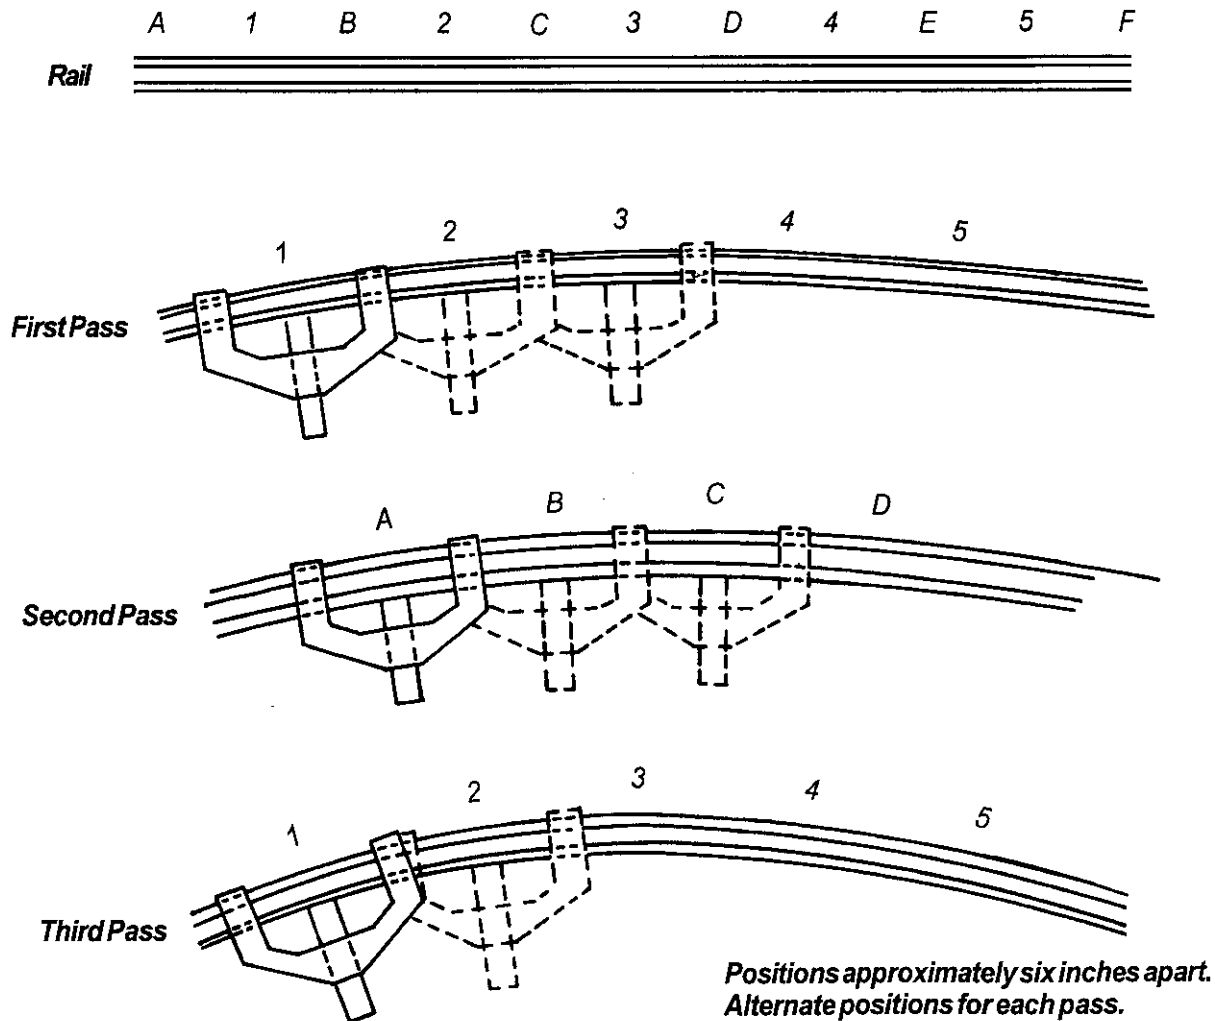 A 1 B 2 C 3 D 4 E 5 F
Rail
1 2 3 4 5
First Pass
A B C D
Second Pass
1 2 3 4 5
Third Pass
Positions approximately six inches apart.
Alternate positions for each pass.